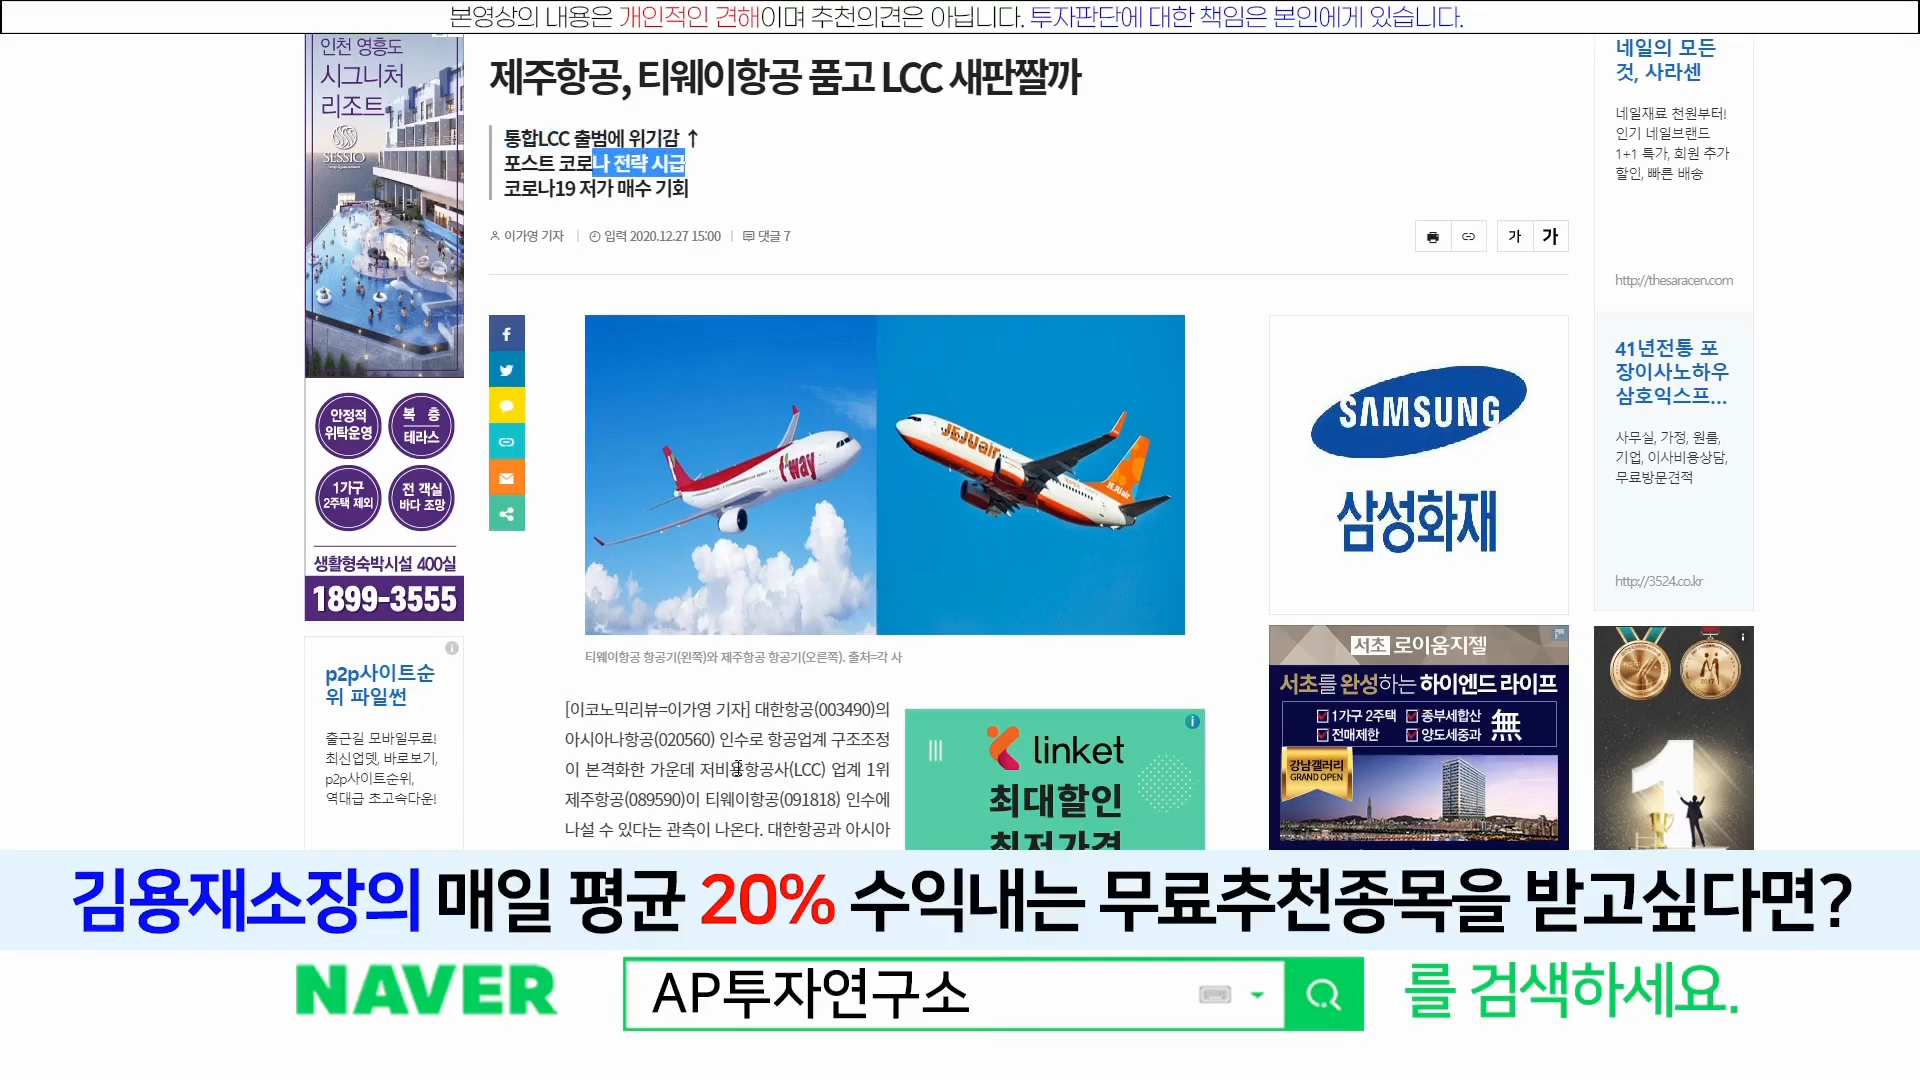 본영상의 내용은 개인적인 견해이며 추천의견은 아닙니다. 투자판단에 대한 책임은 본인에게 있습니다.
인천 영흥도
시그니처
리조트
SESSIO
안정적
위탁운영
복 층
테라스
1가구
2주택 제외
전 객실
바다 조망
생활형숙박시설 400실
1899-3555
p2p사이트순
위 파일썬
출근길 모바일무료!
최신업뎃, 바로보기,
p2p사이트순위,
역대급 초고속다운!
제주항공, 티웨이항공 품고 LCC 새판짤까
통합LCC 출범에 위기감 ↑
포스트 코로나 전략 시급
코로나19 저가 매수 기회
이가영 기자 | 입력 2020.12.27 15:00 | 댓글 7
가 가
t'way
JEJUair
JEJUair
티웨이항공 항공기(왼쪽)와 제주항공 항공기(오른쪽). 출처=각 사
[이코노믹리뷰=이가영 기자] 대한항공(003490)의
아시아나항공(020560) 인수로 항공업계 구조조정
이 본격화한 가운데 저비용항공사(LCC) 업계 1위
제주항공(089590)이 티웨이항공(091818) 인수에
나설 수 있다는 관측이 나온다. 대한항공과 아시아
linket
최대할인
최저가격
SAMSUNG
삼성화재
서초 로이움지젤
서초를 완성하는 하이엔드 라이프
1가구 2주택 종부세합산
전매제한 양도세중과
無
강남갤러리
GRAND OPEN
네일의 모든
것, 사라센
네일재료 천원부터!
인기 네일브랜드
1+1 특가, 회원 추가
할인, 빠른 배송
http://thesaracen.com
41년전통 포
장이사노하우
삼호익스프...
사무실, 가정, 원룸,
기업, 이사비용상담,
무료방문견적
http://3524.co.kr
2017
1
김용재소장의 매일 평균 20% 수익내는 무료추천종목을 받고싶다면?
NAVER
AP투자연구소
를 검색하세요.